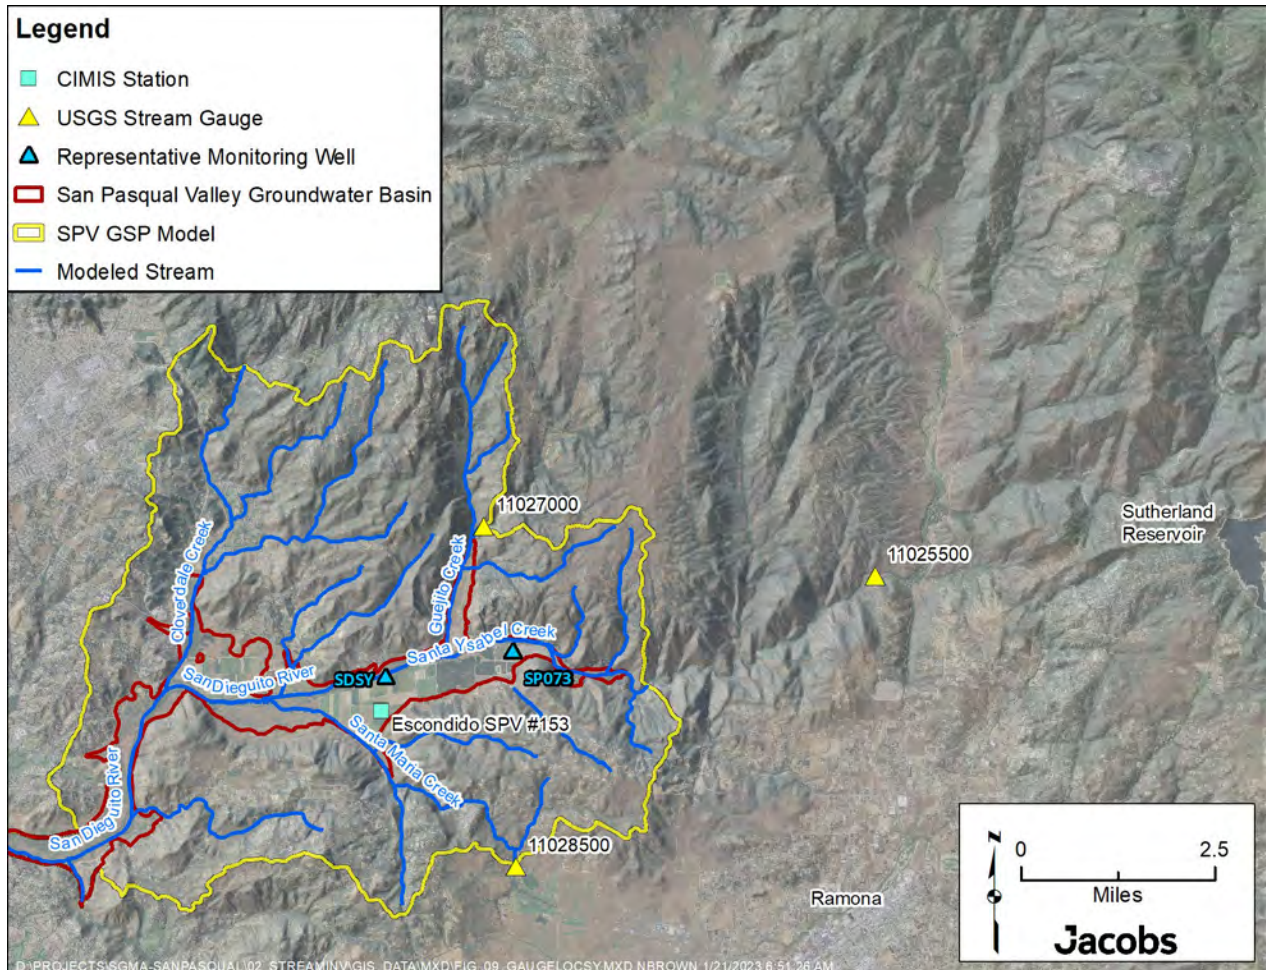 Legend
CIMIS Station
USGS Stream Gauge
Representative Monitoring Well
San Pasqual Valley Groundwater Basin
SPV GSP Model
Modeled Stream
11027000
Sutherland
Reservoir
11025500
Cloverdale Creek
Guejito Creek
Santa Ysabel Creek
San Dieguito River
SDSY
SP073
Escondido SPV #153
Santa Maria Creek
San Dieguito River
11028500
Ramona
N
0 2.5
Miles
Jacobs
D:\PROJECTS\SGMA-SANPASQUAL\02_STREAMINV\GIS_DATA\MXD\FIG_09_GAUGELOCSY.MXD NBROWN 1/21/2023 6:51:26 AM